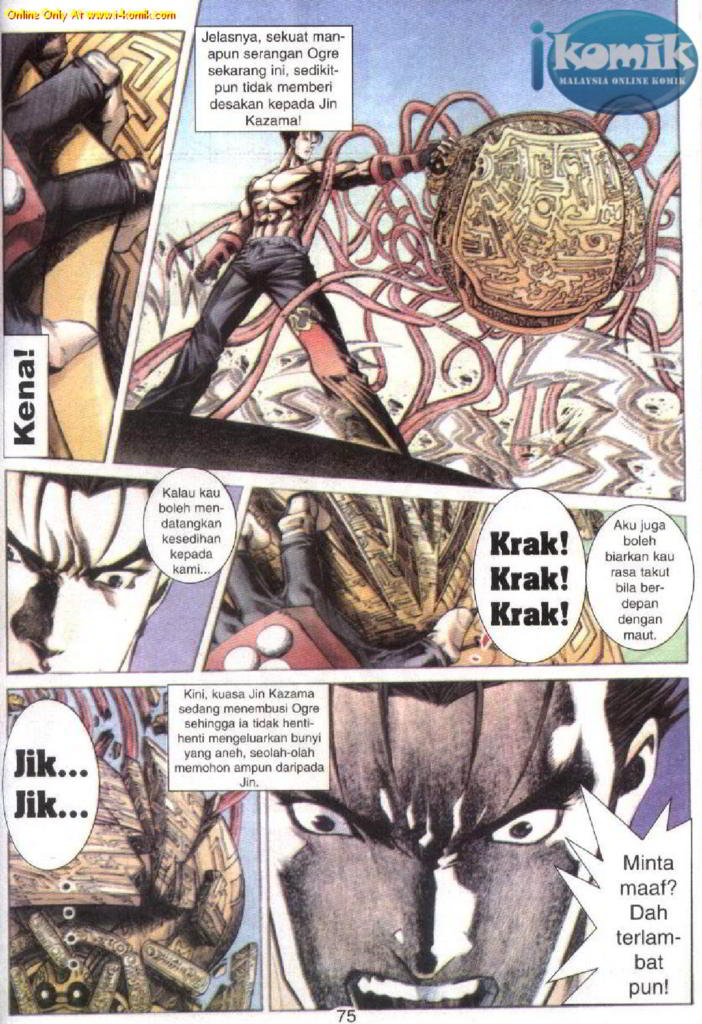 Online Only At www.i-komik.com
ikomik
MALAYSIA ONLINE KOMIK
Jelasnya, sekuat man-
apun serangan Ogre
sekarang ini, sedikit-
pun tidak memberi
desakan kepada Jin
Kazama!
Kena!
Kalau kau
boleh men-
datangkan
kesedihan
kepada
kami...
Krak!
Krak!
Krak!
Aku juga
boleh
biarkan kau
rasa takut
bila ber-
depan
dengan
maut.
Jik...
Jik...
Kini, kuasa Jin Kazama
sedang menembusi Ogre
sehingga ia tidak henti-
henti mengeluarkan bunyi
yang aneh, seolah-olah
memohon ampun daripada
Jin.
Minta
maaf?
Dah
terlam-
bat
pun!
75